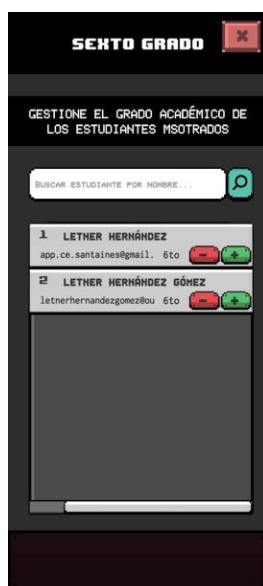 SEXTO GRADO
GESTIONE EL GRADO ACADÉMICO DE
LOS ESTUDIANTES MSOTRADOS
BUSCAR ESTUDIANTE POR NOMBRE...
1 LETNER HERNÁNDEZ
app.ce.santaines@gmail. 6to - +
2 LETNER HERNÁNDEZ GÓMEZ
letnerhernandezgomez@ou 6to - +